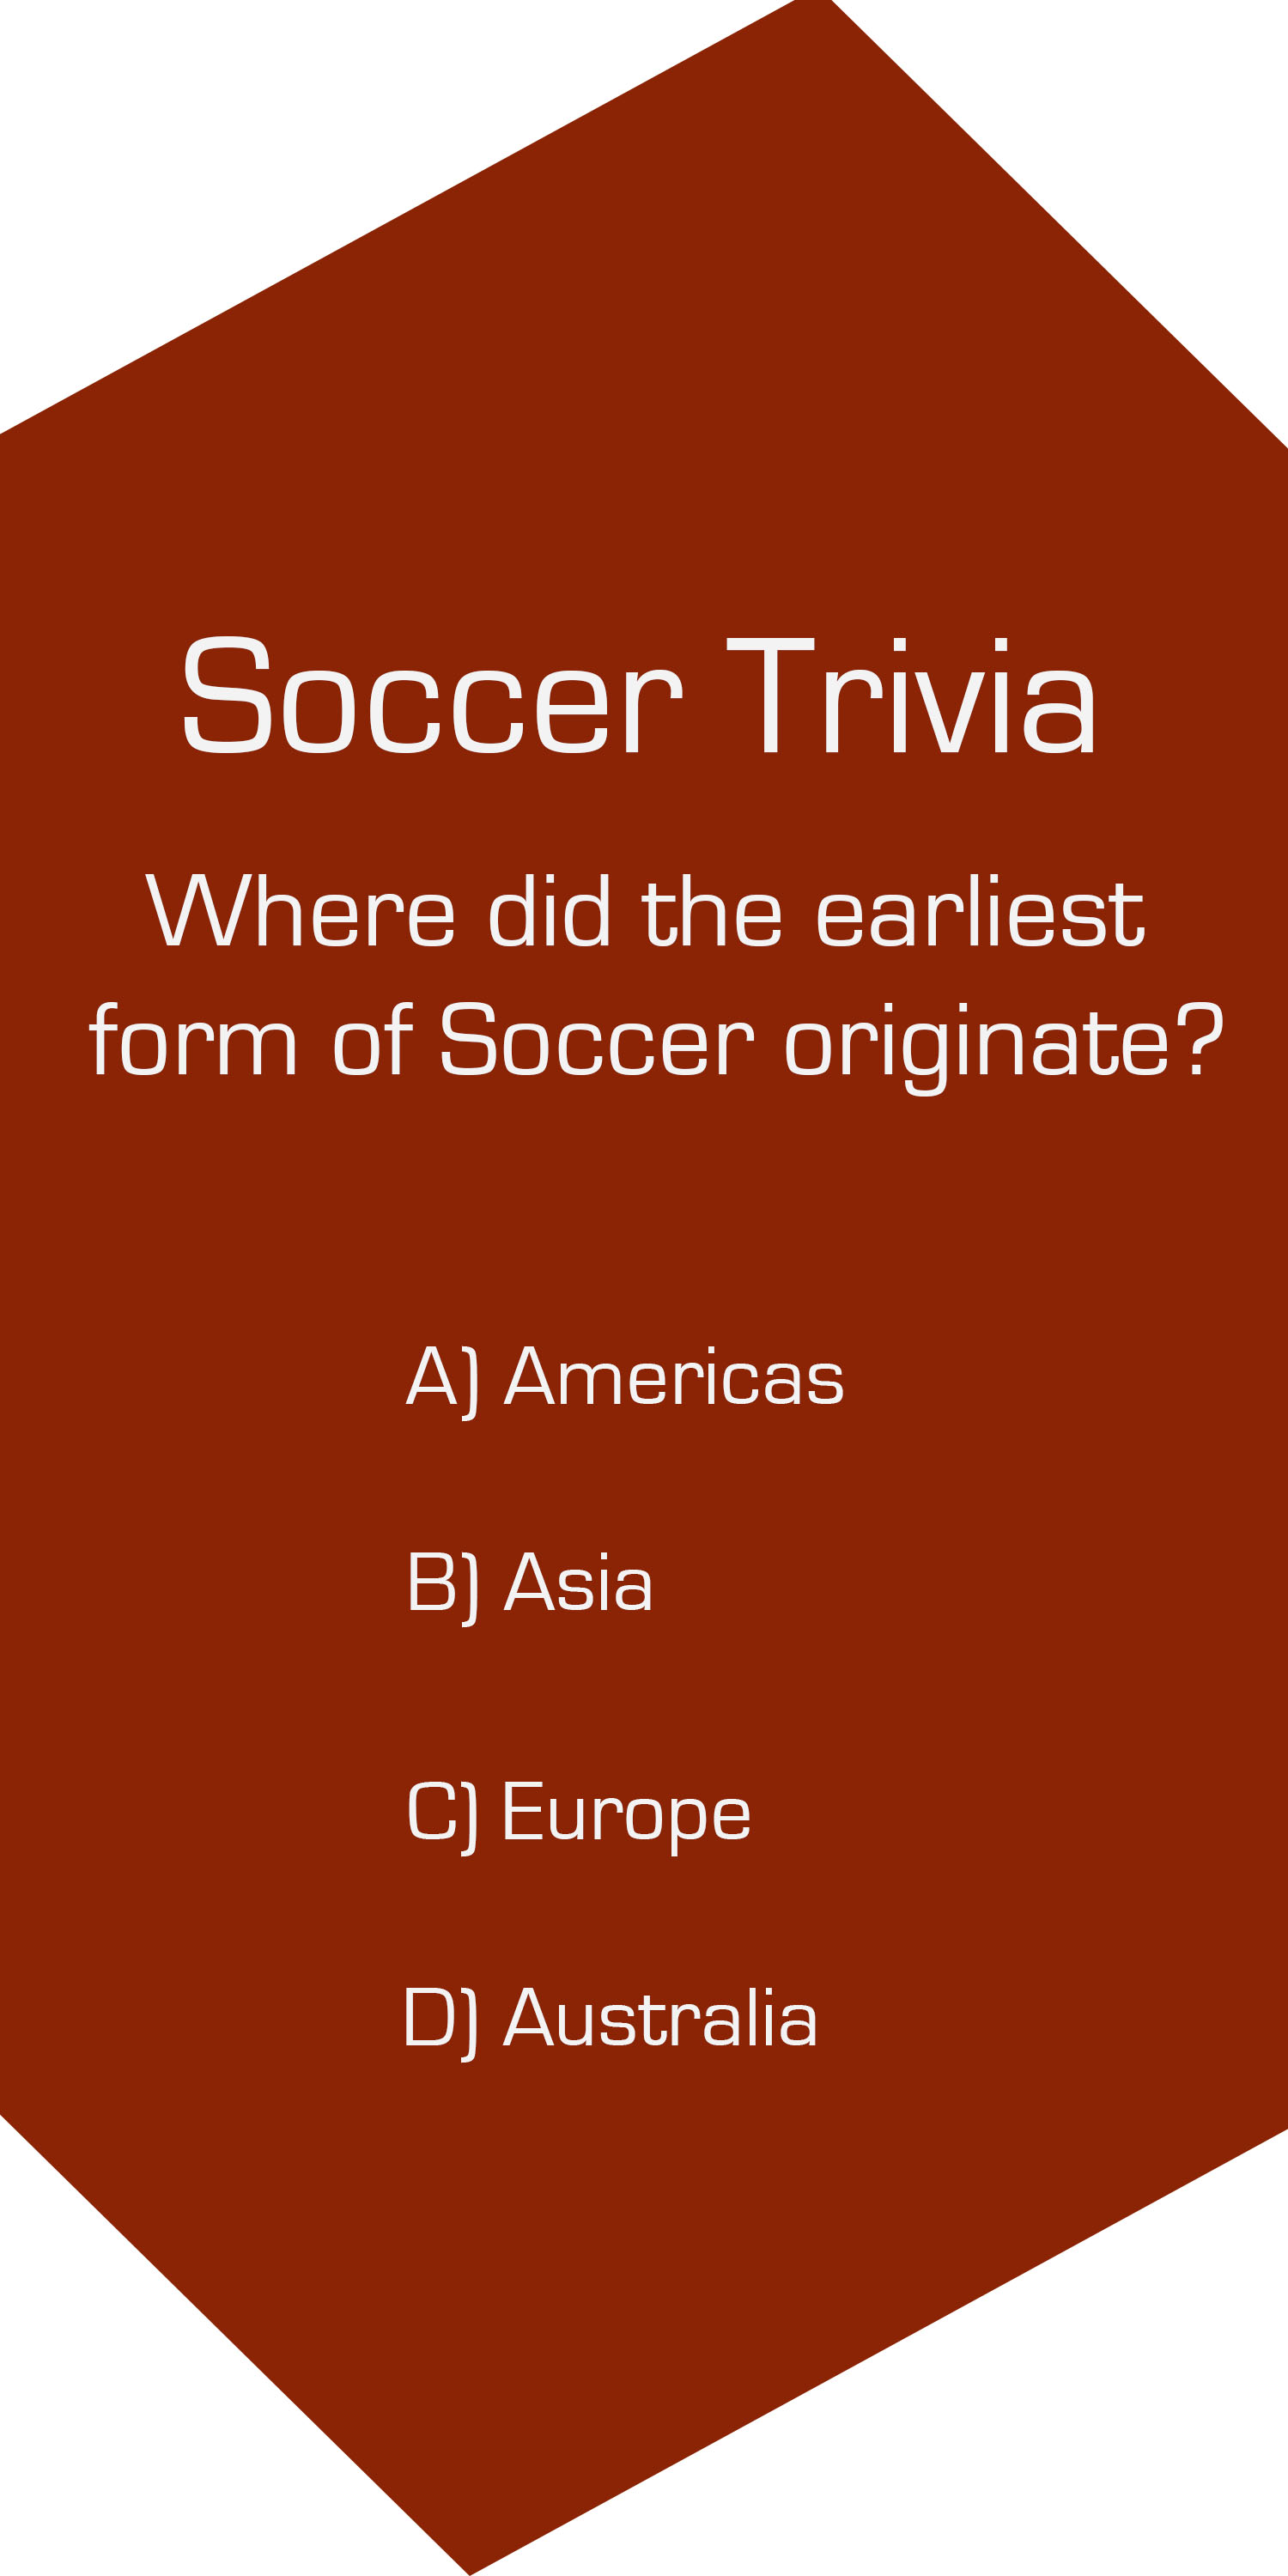 Soccer Trivia
Where did the earliest
form of Soccer originate?
A) Americas
B) Asia
C) Europe
D) Australia